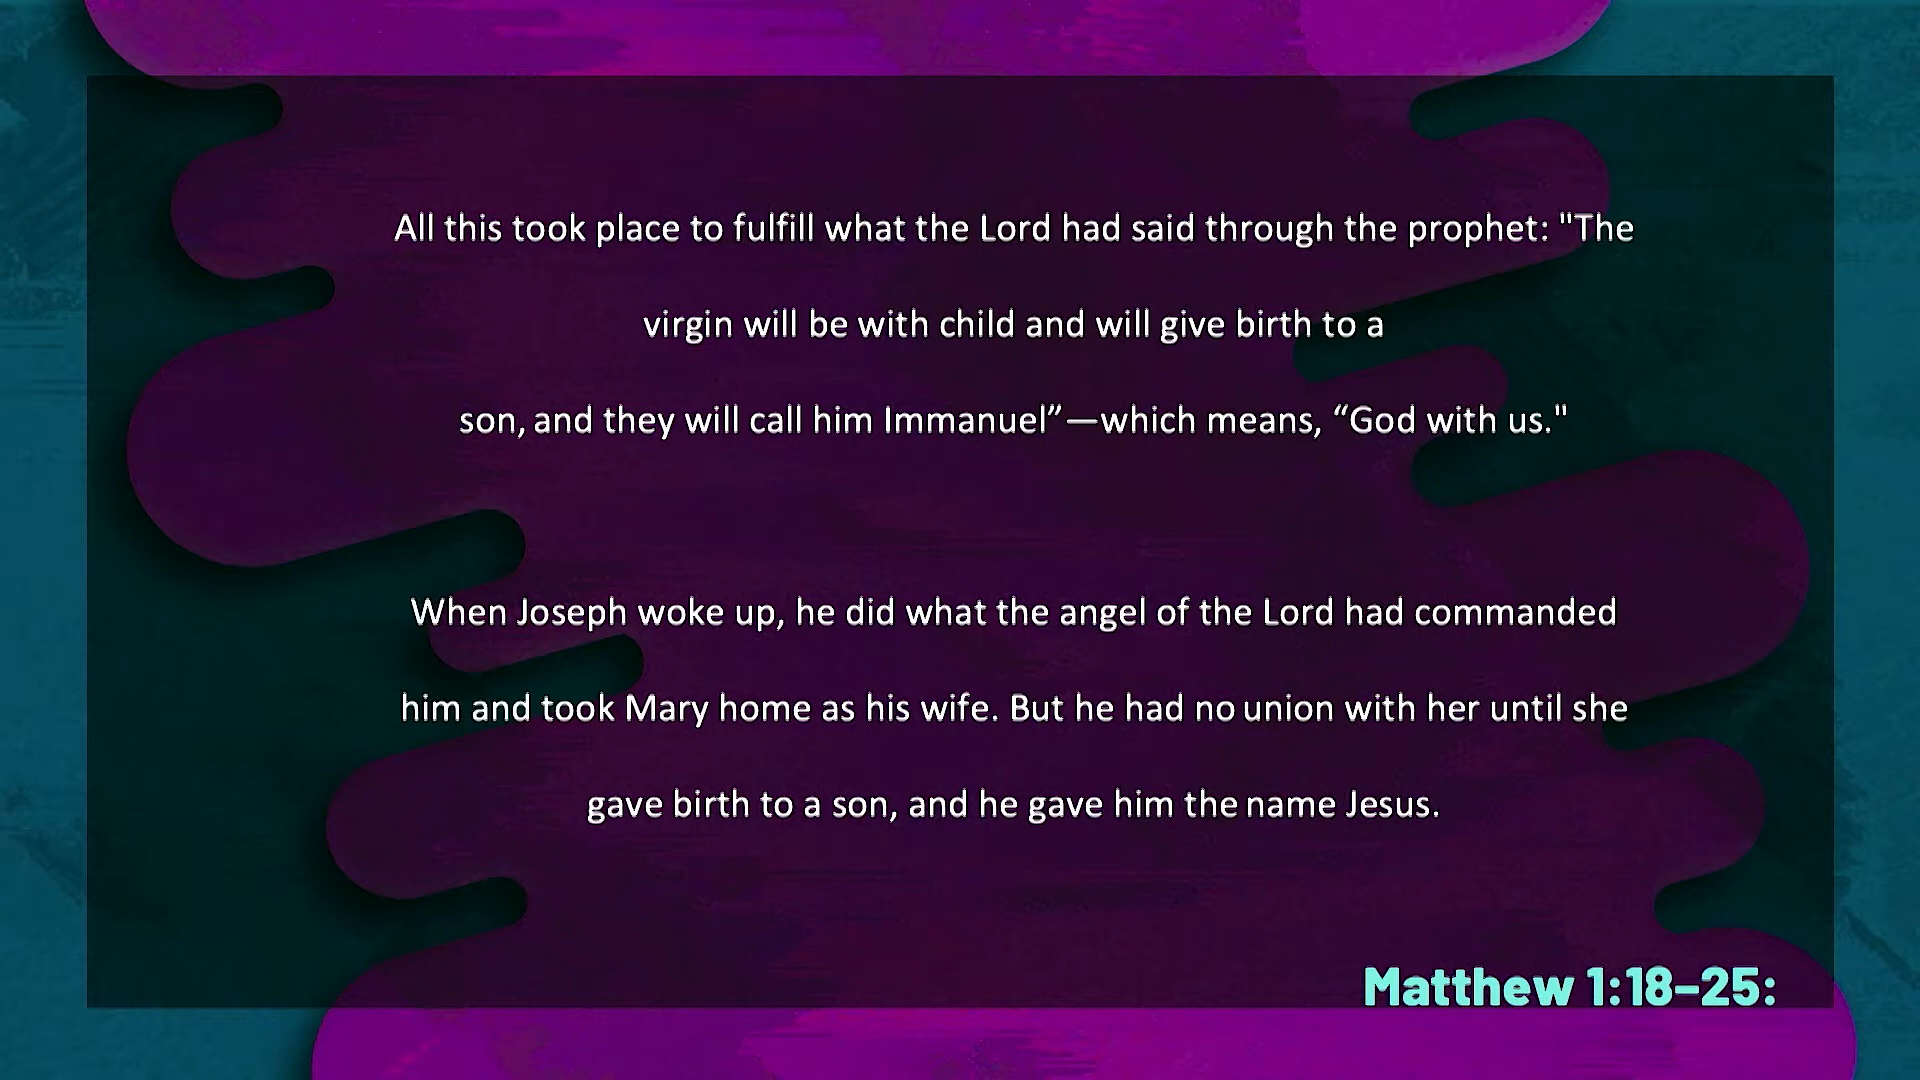 All this took place to fulfill what the Lord had said through the prophet: "The
virgin will be with child and will give birth to a
son, and they will call him Immanuel”—which means, “God with us."
When Joseph woke up, he did what the angel of the Lord had commanded
him and took Mary home as his wife. But he had no union with her until she
gave birth to a son, and he gave him the name Jesus.
Matthew 1:18–25: